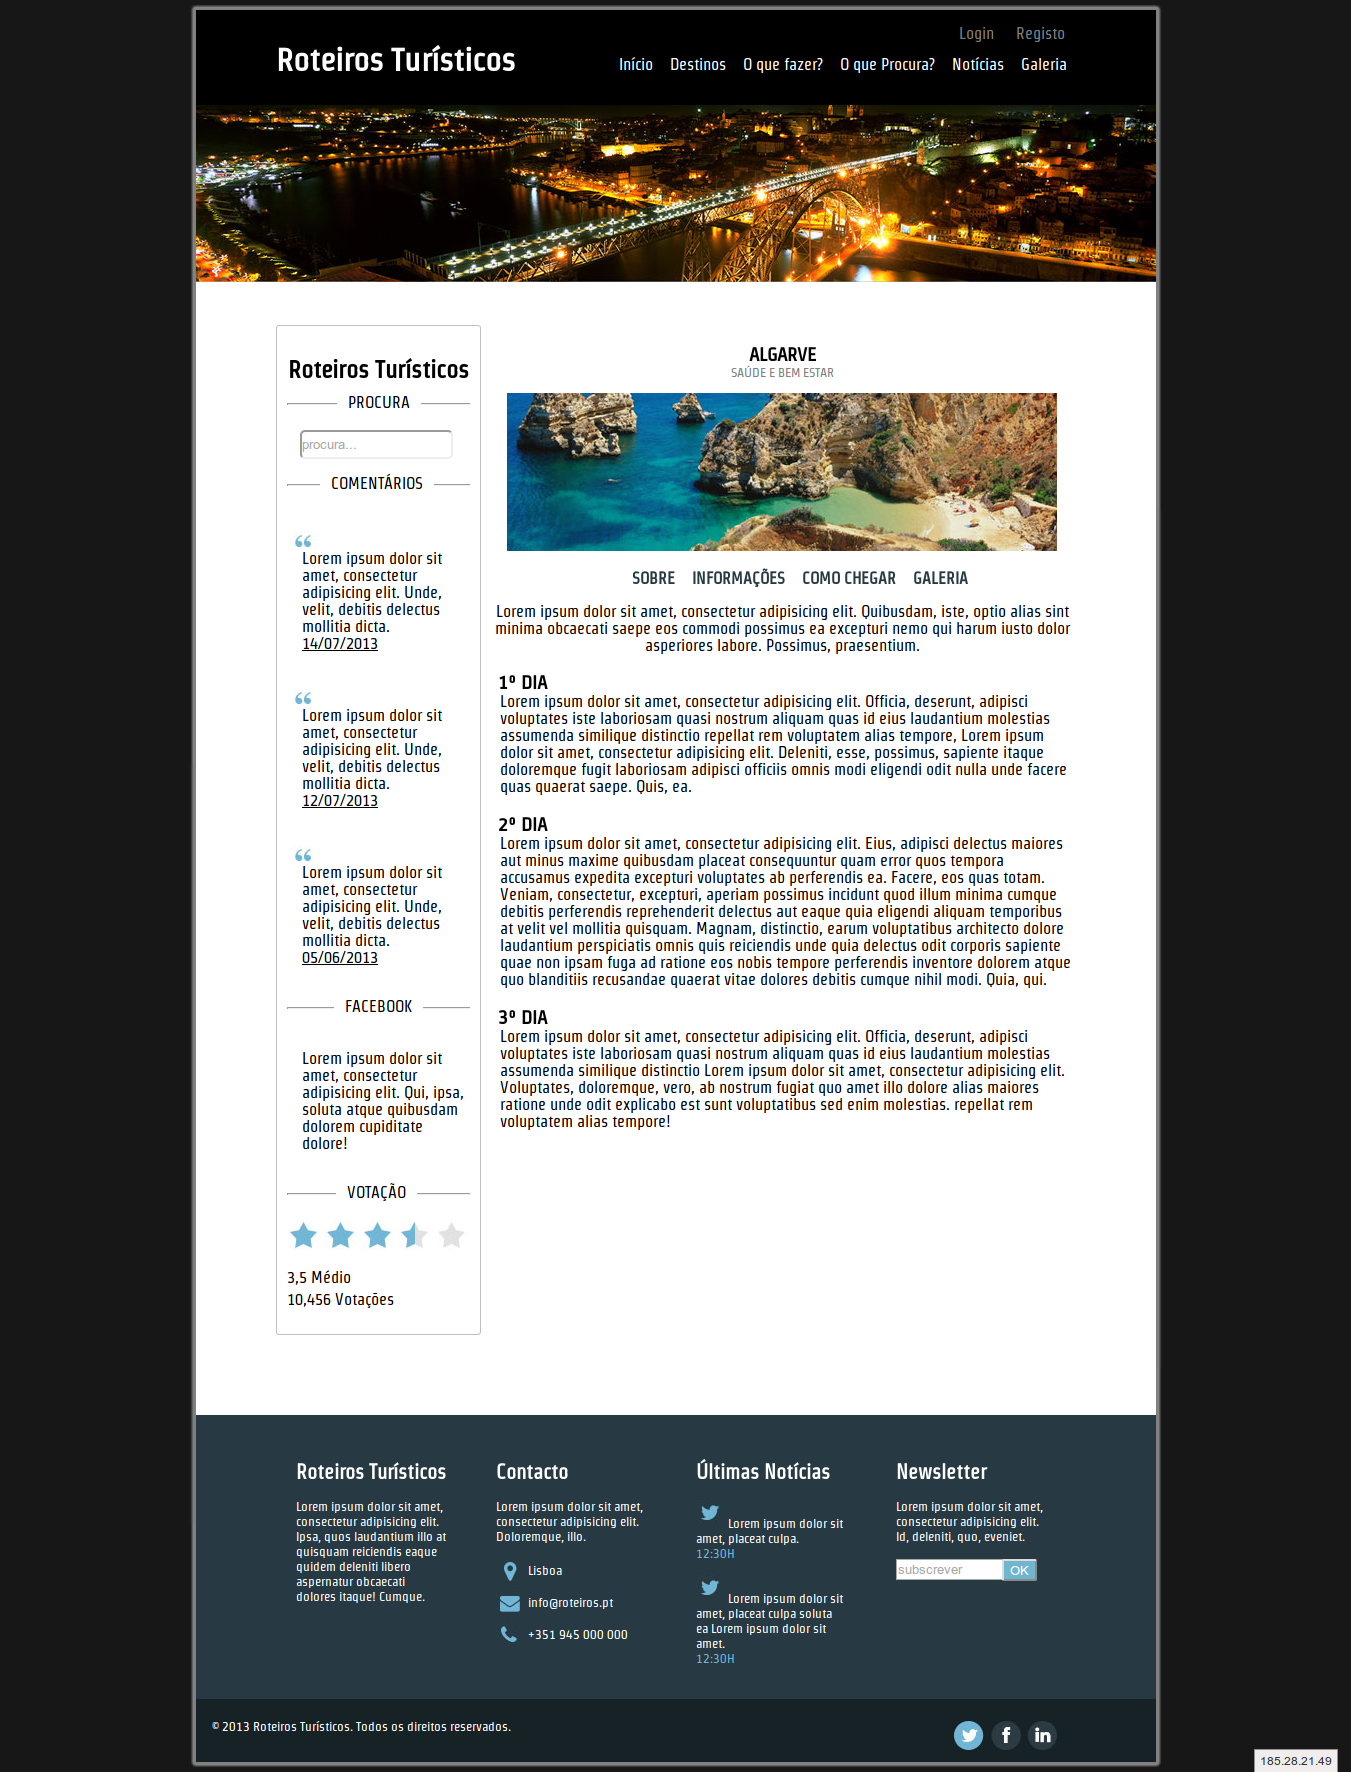 Login Registo
Roteiros Turísticos
Início Destinos O que fazer? O que Procura? Notícias Galeria
Roteiros Turísticos
PROCURA
procura...
COMENTÁRIOS
“
Lorem ipsum dolor sit
amet, consectetur
adipisicing elit. Unde,
velit, debitis delectus
mollitia dicta.
14/07/2013
“
Lorem ipsum dolor sit
amet, consectetur
adipisicing elit. Unde,
velit, debitis delectus
mollitia dicta.
12/07/2013
“
Lorem ipsum dolor sit
amet, consectetur
adipisicing elit. Unde,
velit, debitis delectus
mollitia dicta.
05/06/2013
FACEBOOK
Lorem ipsum dolor sit
amet, consectetur
adipisicing elit. Qui, ipsa,
soluta atque quibusdam
dolorem cupiditate
dolore!
VOTAÇÃO
3,5 Médio
10,456 Votações
ALGARVE
SAÚDE E BEM ESTAR
SOBRE INFORMAÇÕES COMO CHEGAR GALERIA
Lorem ipsum dolor sit amet, consectetur adipisicing elit. Quibusdam, iste, optio alias sint
minima obcaecati saepe eos commodi possimus ea excepturi nemo qui harum iusto dolor
asperiores labore. Possimus, praesentium.
1º DIA
Lorem ipsum dolor sit amet, consectetur adipisicing elit. Officia, deserunt, adipisci
voluptates iste laboriosam quasi nostrum aliquam quas id eius laudantium molestias
assumenda similique distinctio repellat rem voluptatem alias tempore, Lorem ipsum
dolor sit amet, consectetur adipisicing elit. Deleniti, esse, possimus, sapiente itaque
doloremque fugit laboriosam adipisci officiis omnis modi eligendi odit nulla unde facere
quas quaerat saepe. Quis, ea.
2º DIA
Lorem ipsum dolor sit amet, consectetur adipisicing elit. Eius, adipisci delectus maiores
aut minus maxime quibusdam placeat consequuntur quam error quos tempora
accusamus expedita excepturi voluptates ab perferendis ea. Facere, eos quas totam.
Veniam, consectetur, excepturi, aperiam possimus incidunt quod illum minima cumque
debitis perferendis reprehenderit delectus aut eaque quia eligendi aliquam temporibus
at velit vel mollitia quisquam. Magnam, distinctio, earum voluptatibus architecto dolore
laudantium perspiciatis omnis quis reiciendis unde quia delectus odit corporis sapiente
quae non ipsam fuga ad ratione eos nobis tempore perferendis inventore dolorem atque
quo blanditiis recusandae quaerat vitae dolores debitis cumque nihil modi. Quia, qui.
3º DIA
Lorem ipsum dolor sit amet, consectetur adipisicing elit. Officia, deserunt, adipisci
voluptates iste laboriosam quasi nostrum aliquam quas id eius laudantium molestias
assumenda similique distinctio Lorem ipsum dolor sit amet, consectetur adipisicing elit.
Voluptates, doloremque, vero, ab nostrum fugiat quo amet illo dolore alias maiores
ratione unde odit explicabo est sunt voluptatibus sed enim molestias. repellat rem
voluptatem alias tempore!
Roteiros Turísticos
Lorem ipsum dolor sit amet,
consectetur adipisicing elit.
Ipsa, quos laudantium illo at
quisquam reiciendis eaque
quidem deleniti libero
aspernatur obcaecati
dolores itaque! Cumque.
Contacto
Lorem ipsum dolor sit amet,
consectetur adipisicing elit.
Doloremque, illo.
Lisboa
info@roteiros.pt
+351 945 000 000
Últimas Notícias
Lorem ipsum dolor sit
amet, placeat culpa.
12:30H
Lorem ipsum dolor sit
amet, placeat culpa soluta
ea Lorem ipsum dolor sit
amet.
12:30H
Newsletter
Lorem ipsum dolor sit amet,
consectetur adipisicing elit.
Id, deleniti, quo, eveniet.
subscrever OK
© 2013 Roteiros Turísticos. Todos os direitos reservados.
f in
185.28.21.49